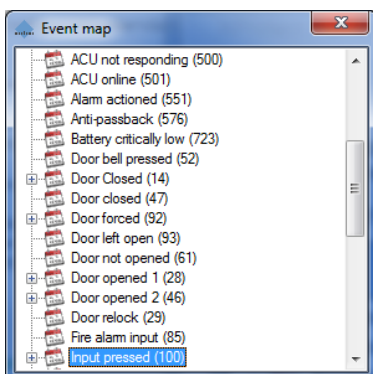 Event map
ACU not responding (500)
ACU online (501)
Alarm actioned (551)
Anti-passback (576)
Battery critically low (723)
Door bell pressed (52)
Door Closed (14)
Door closed (47)
Door forced (92)
Door left open (93)
Door not opened (61)
Door opened 1 (28)
Door opened 2 (46)
Door relock (29)
Fire alarm input (85)
Input pressed (100)